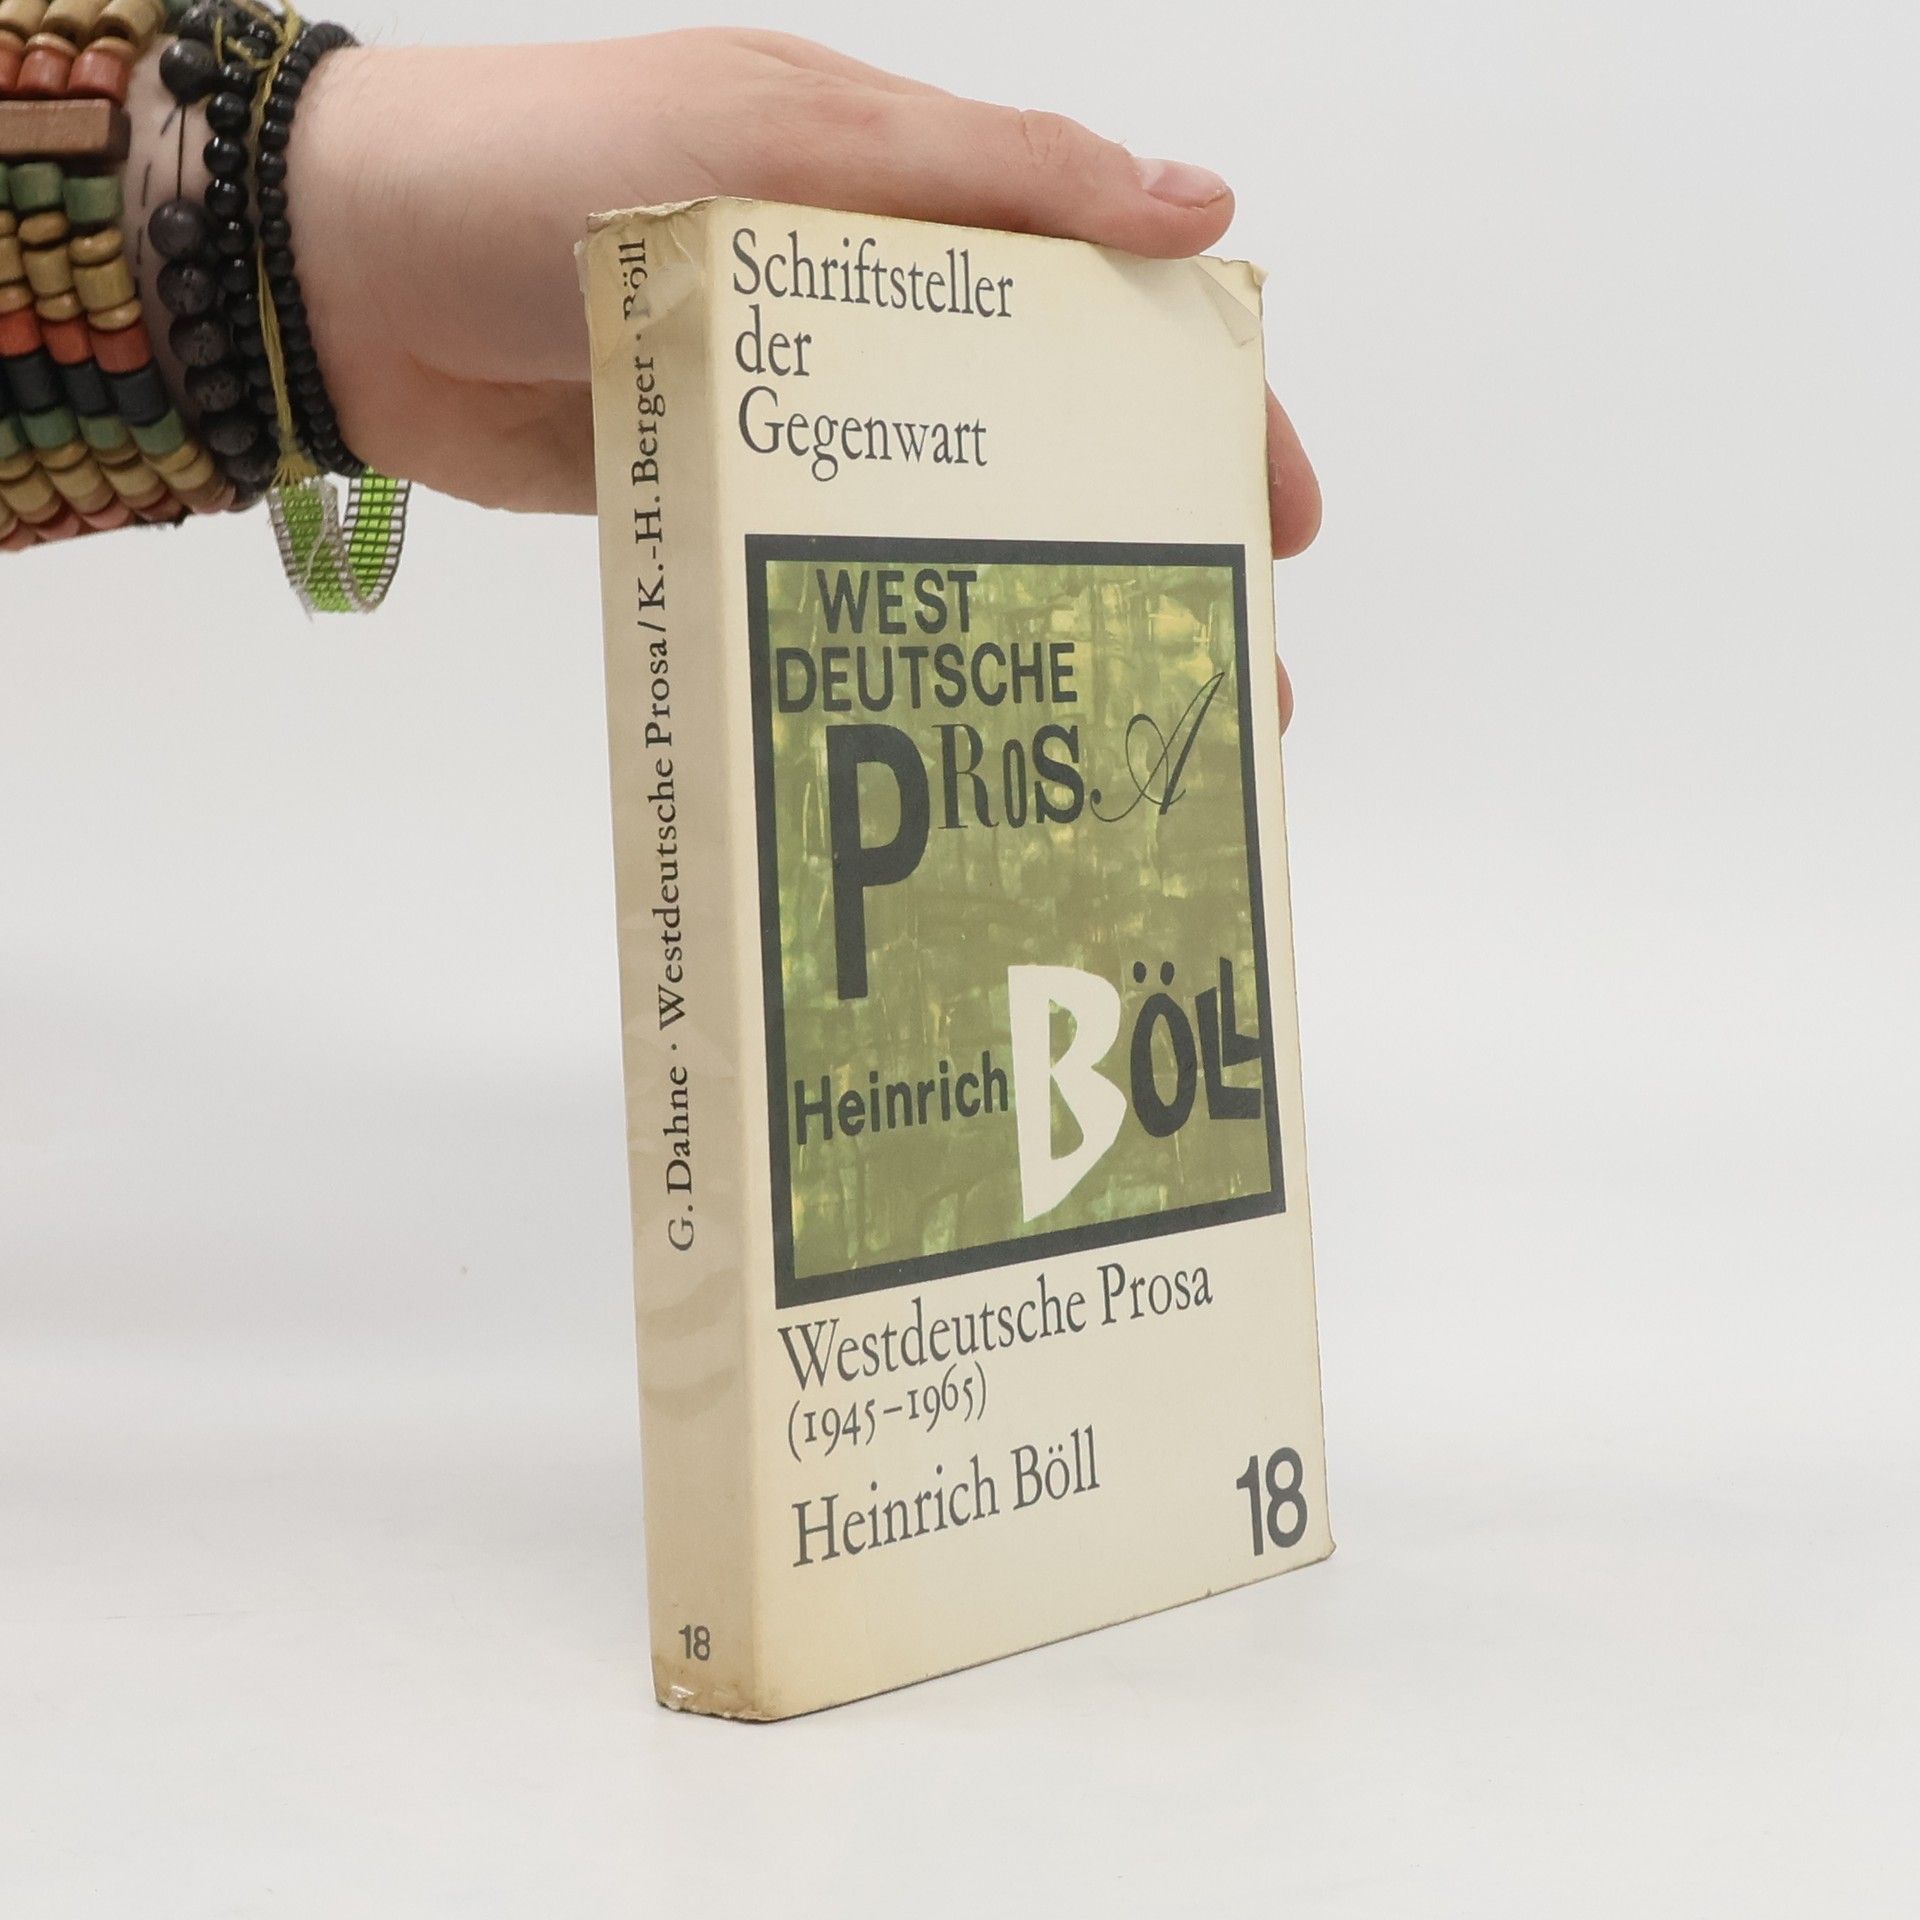 G. Dahne · Westdeutsche Prosa / K.-H. Berger · Böll
18
Schriftsteller
der
Gegenwart
WEST
DEUTSCHE
PROSA
Heinrich BÖLL
Westdeutsche Prosa
(1945–1965)
Heinrich Böll
18